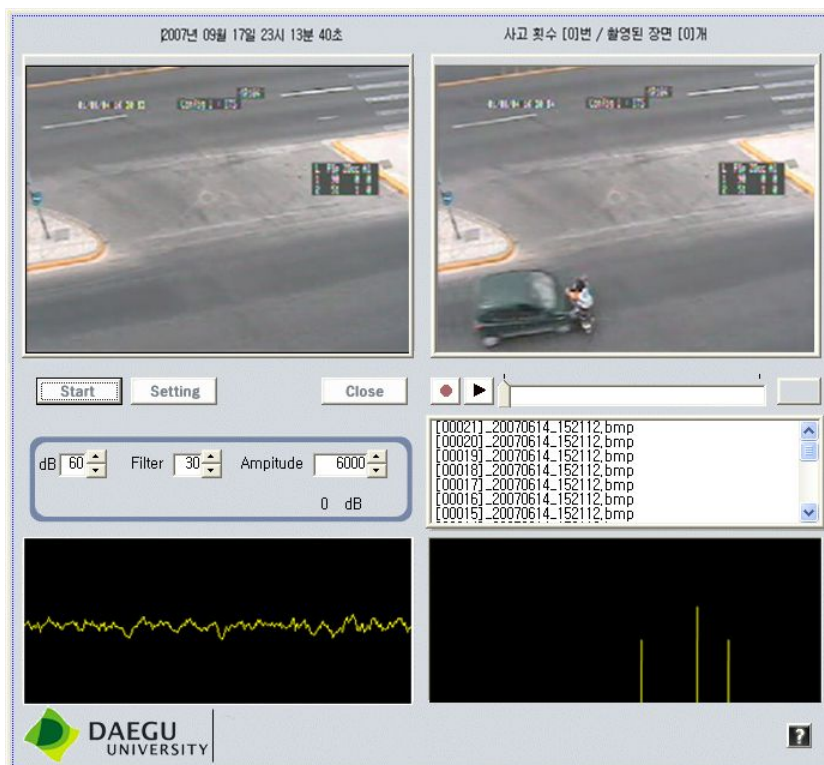 2007년 09월 17일 23시 13분 40초
사고 횟수 [0]번 / 촬영된 장면 [0]개
Start
Setting
Close
dB 60 Filter 30 Ampitude 6000
0 dB
[00021]_20070614_152112.bmp
[00020]_20070614_152112.bmp
[00019]_20070614_152112.bmp
[00018]_20070614_152112.bmp
[00017]_20070614_152112.bmp
[00016]_20070614_152112.bmp
[00015]_20070614_152112.bmp
DAEGU
UNIVERSITY
?